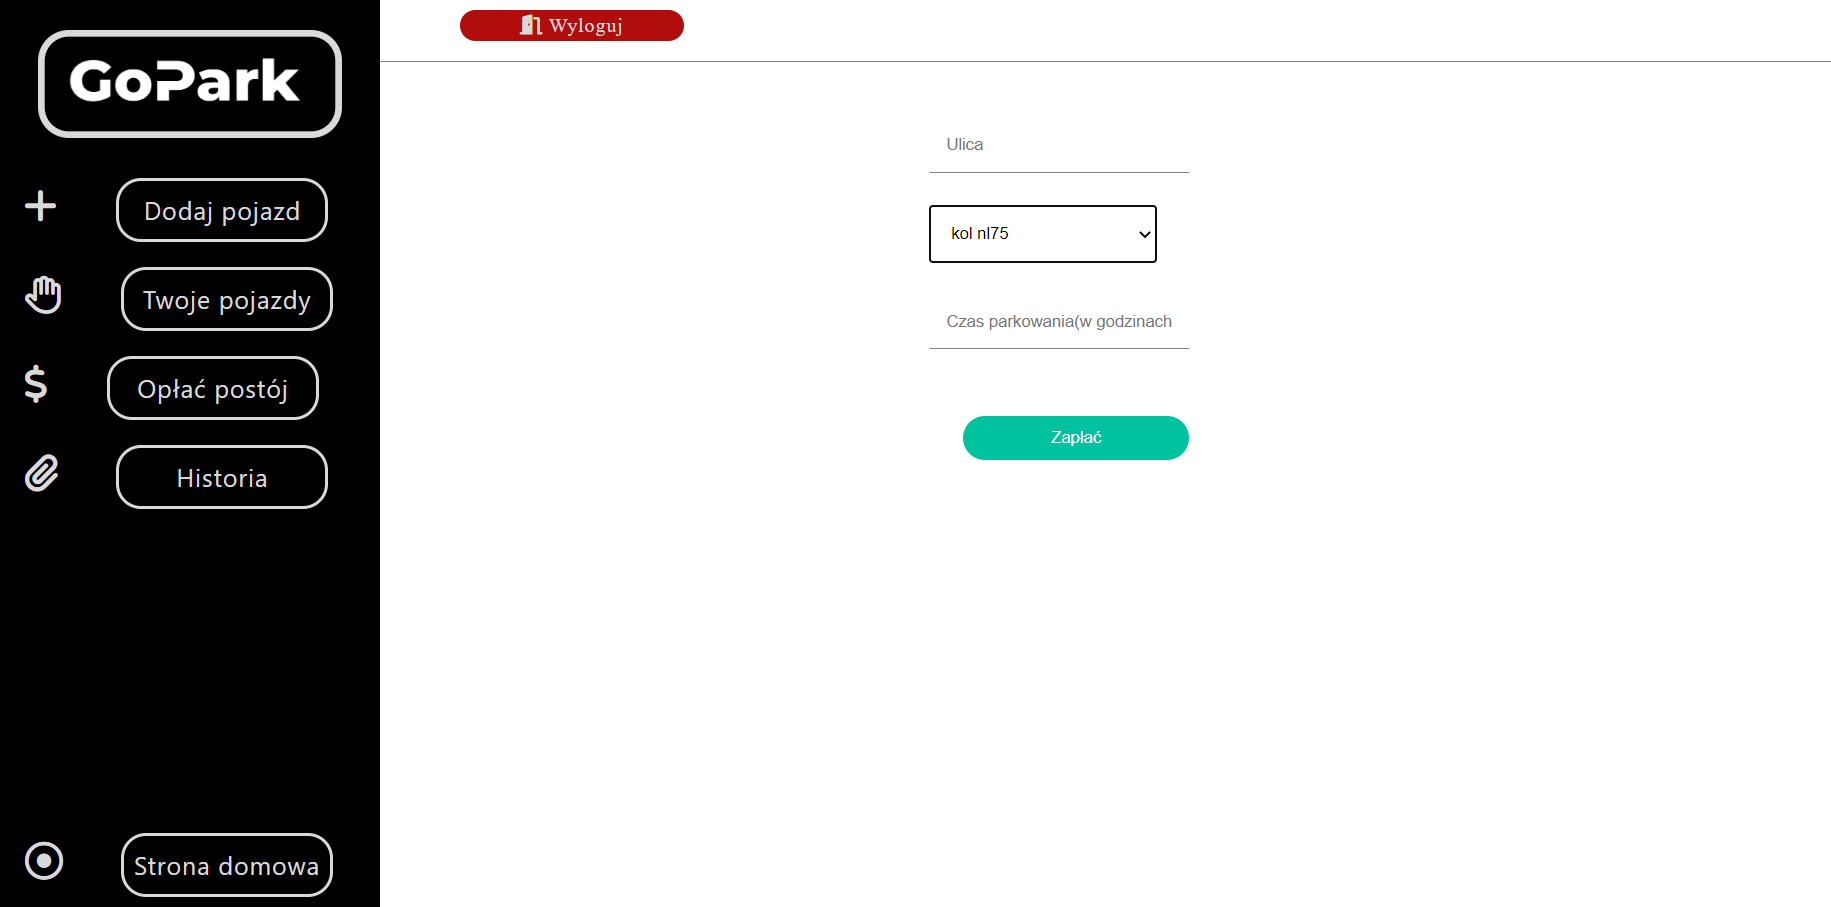 GoPark
Dodaj pojazd
Twoje pojazdy
Opłać postój
Historia
Strona domowa
Wyloguj
Ulica
kol nl75
Czas parkowania(w godzinach
Zapłać